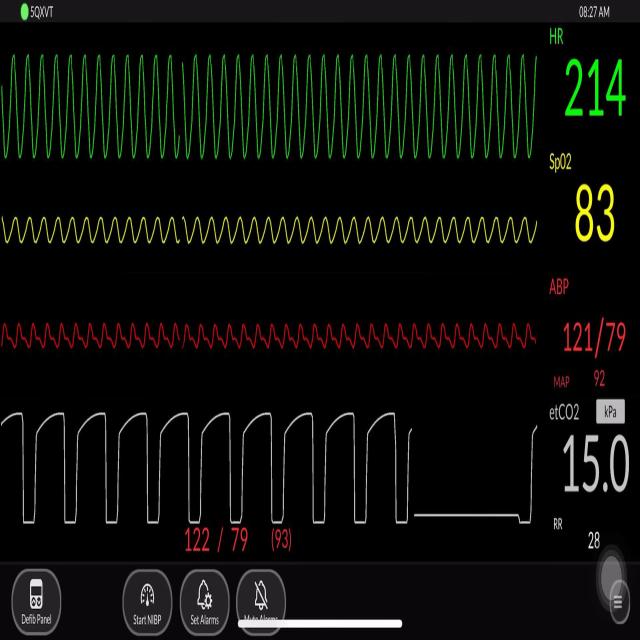 5QXVT
08:27 AM
HR
214
SpO2
83
ABP
121/79
MAP 92
etCO2 kPa
15.0
RR
28
122 / 79 (93)
Defib Panel
Start NIBP
Set Alarms
Mute Alarms